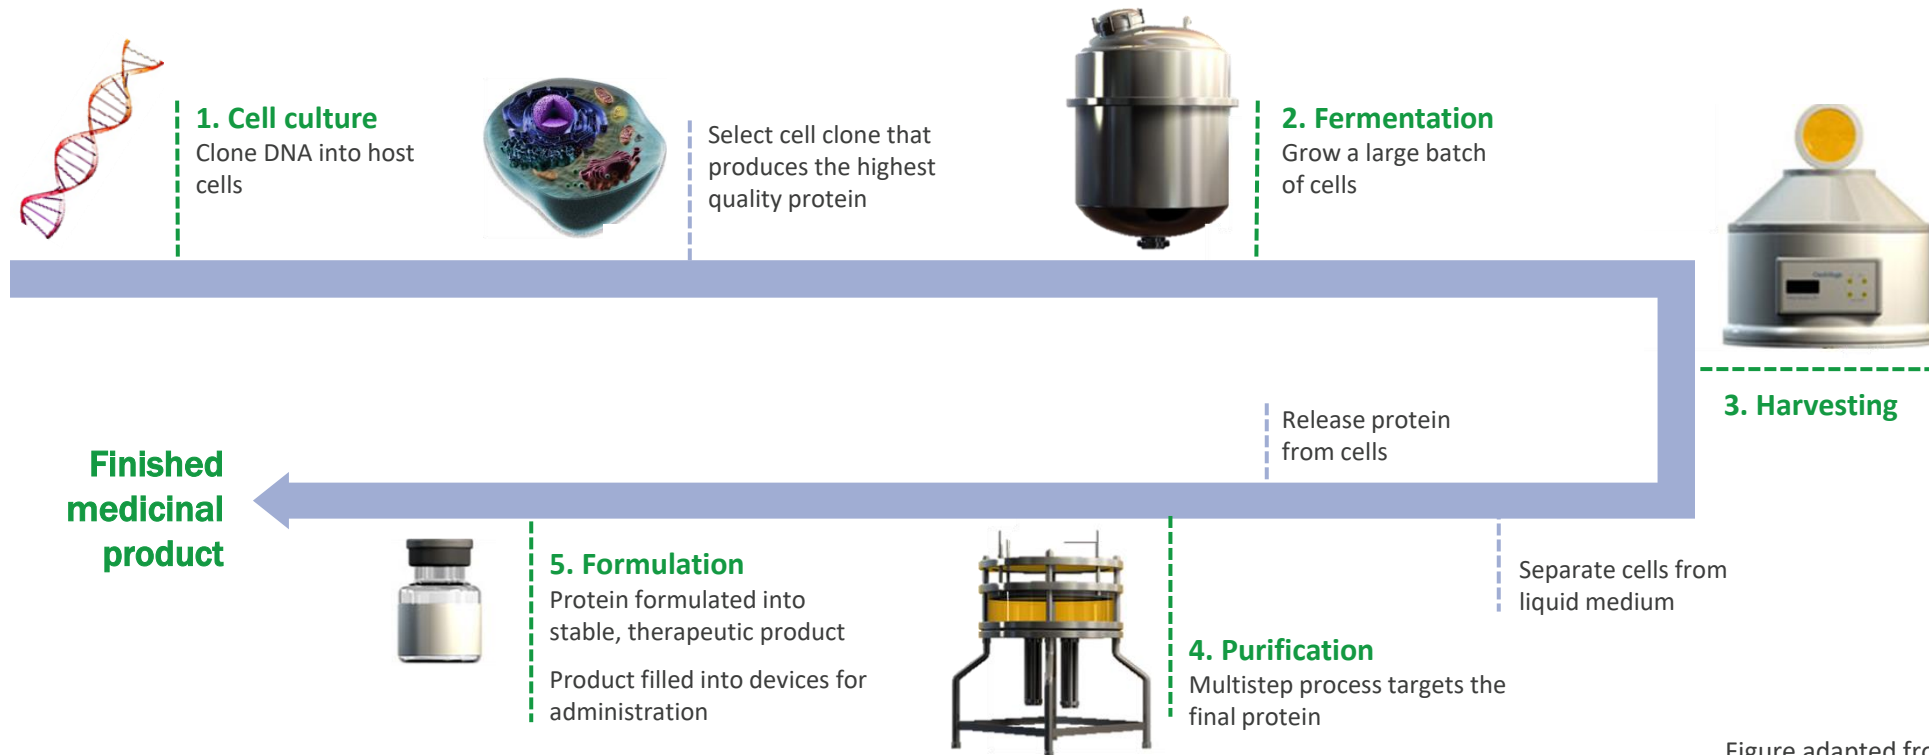 1. Cell culture
Clone DNA into host
cells
Select cell clone that
produces the highest
quality protein
2. Fermentation
Grow a large batch
of cells
3. Harvesting
Separate cells from
liquid medium
Release protein
from cells
4. Purification
Multistep process targets the
final protein
5. Formulation
Protein formulated into
stable, therapeutic product
Product filled into devices for
administration
Finished
medicinal
product
Figure adapted fro